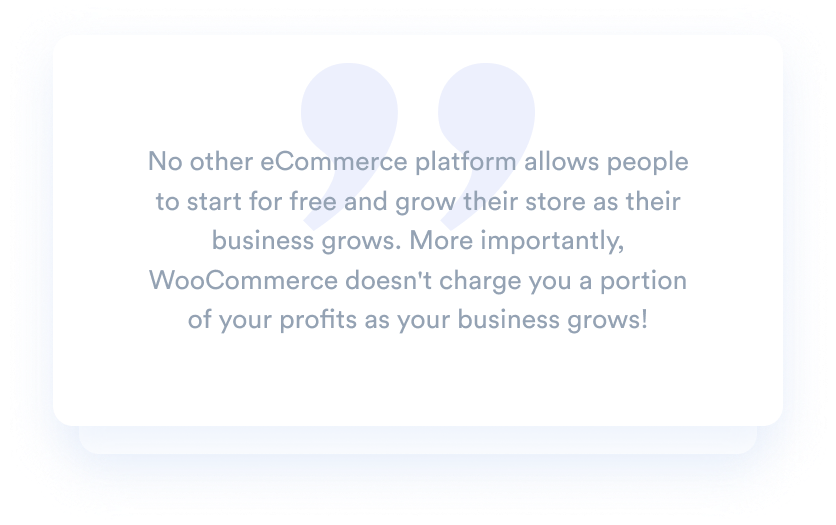 No other eCommerce platform allows people
to start for free and grow their store as their
business grows. More importantly,
WooCommerce doesn't charge you a portion
of your profits as your business grows!